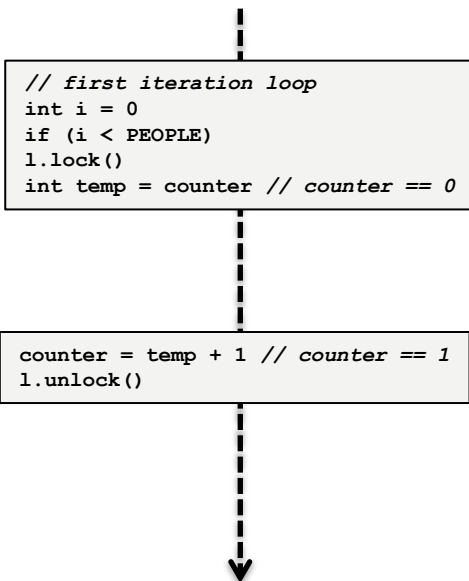 // first iteration loop
int i = 0
if (i < PEOPLE)
l.lock()
int temp = counter // counter == 0
counter = temp + 1 // counter == 1
l.unlock()